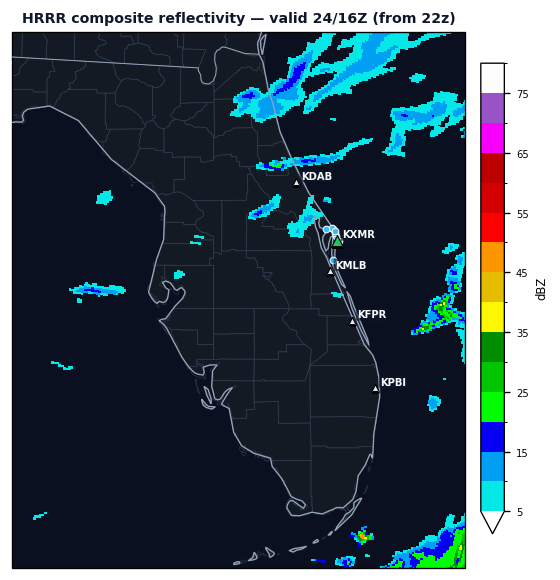 HRRR composite reflectivity — valid 24/16Z (from 22z)
KDAB
KXMR
KMLB
KFPR
KPBI
75
65
55
45
35
25
15
5
dBZ